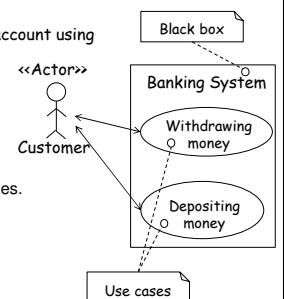 Black box
account using
<<Actor>>
Banking System
Withdrawing
money
Customer
es.
Depositing
money
Use cases